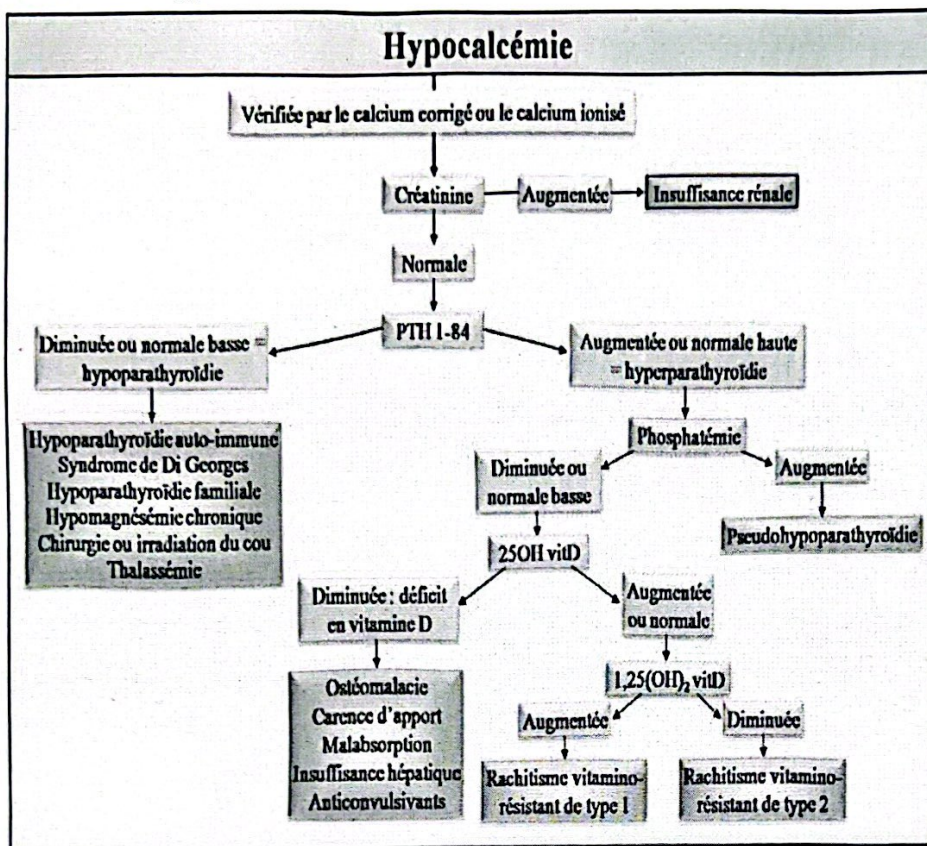 Hypocalcémie
Vérifiée par le calcium corrigé ou le calcium ionisé
Créatinine
Augmentée
Insuffisance rénale
Normale
PTH 1-84
Diminuée ou normale basse =
hypoparathyroïdie
Augmentée ou normale haute
= hyperparathyroïdie
Hypoparathyroïdie auto-immune
Syndrome de Di Georges
Hypoparathyroïdie familiale
Hypomagnésémie chronique
Chirurgie ou irradiation du cou
Thalassémie
Phosphatémie
Diminuée ou
normale basse
Augmentée
Pseudohypoparathyroïdie
25OH vitD
Diminuée : déficit
en vitamine D
Augmentée
ou normale
Ostéomalacie
Carence d'apport
Malabsorption
Insuffisance hépatique
Anticonvulsivants
1,25(OH)₂ vitD
Augmentée
Diminuée
Rachitisme vitamino-
résistant de type 1
Rachitisme vitamino-
résistant de type 2